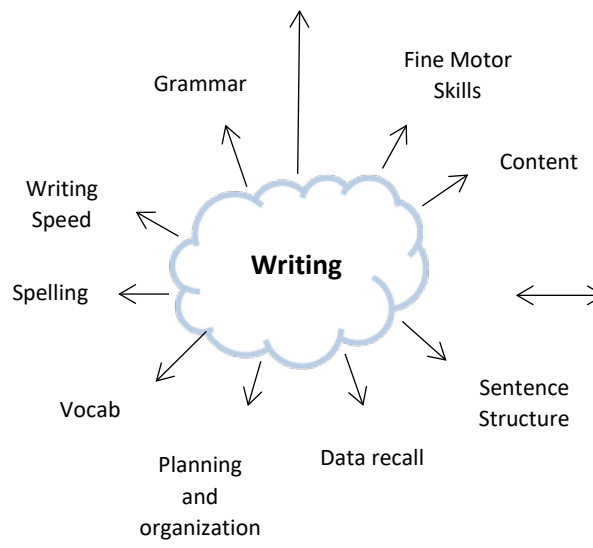 Fine Motor
Skills
Grammar
Content
Writing
Speed
Writing
Spelling
Sentence
Structure
Vocab
Data recall
Planning
and
organization